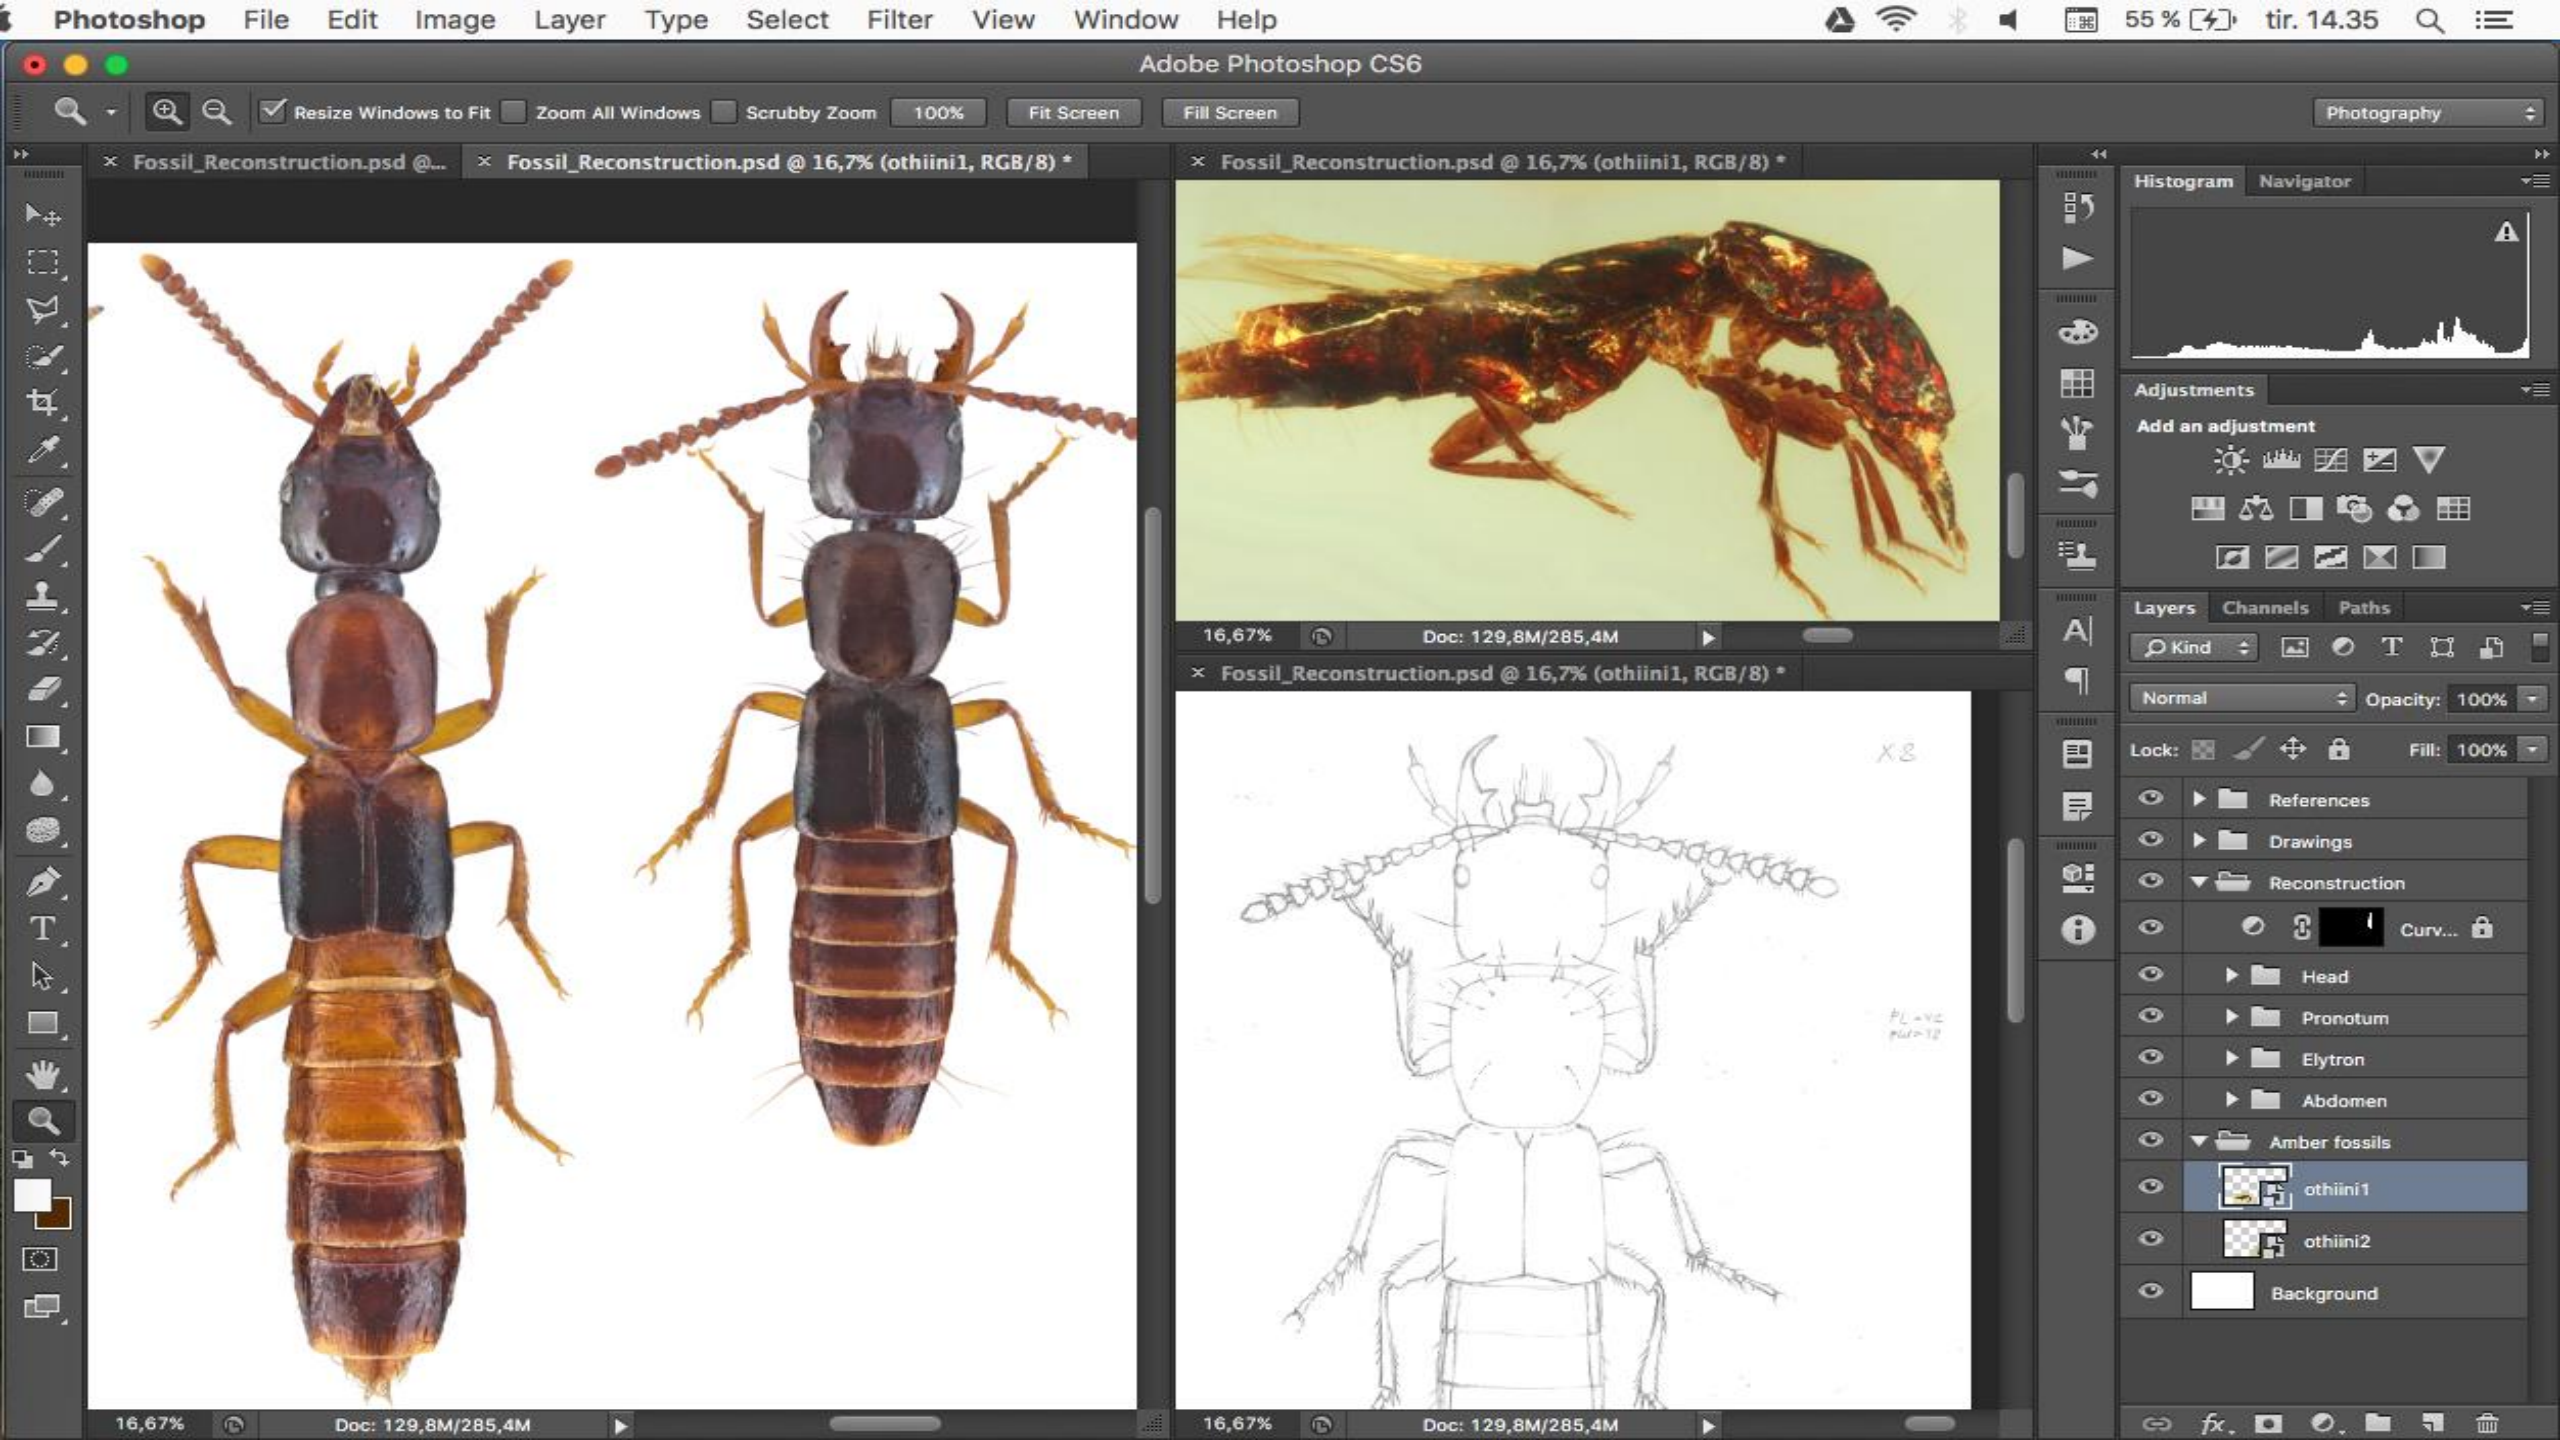 Photoshop File Edit Image Layer Type Select Filter View Window Help 55 % tir. 14.35
Adobe Photoshop CS6
Resize Windows to Fit Zoom All Windows Scrubby Zoom 100% Fit Screen Fill Screen Photography
Fossil_Reconstruction.psd @... Fossil_Reconstruction.psd @ 16,7% (othiini1, RGB/8) *
16,67% Doc: 129,8M/285,4M
Fossil_Reconstruction.psd @ 16,7% (othiini1, RGB/8) *
16,67% Doc: 129,8M/285,4M
Fossil_Reconstruction.psd @ 16,7% (othiini1, RGB/8) *
X8
16,67% Doc: 129,8M/285,4M
Histogram Navigator
Adjustments
Add an adjustment
Layers Channels Paths
Kind
Normal Opacity: 100%
Lock: Fill: 100%
References
Drawings
Reconstruction
Curv...
Head
Pronotum
Elytron
Abdomen
Amber fossils
othiini1
othiini2
Background
fx